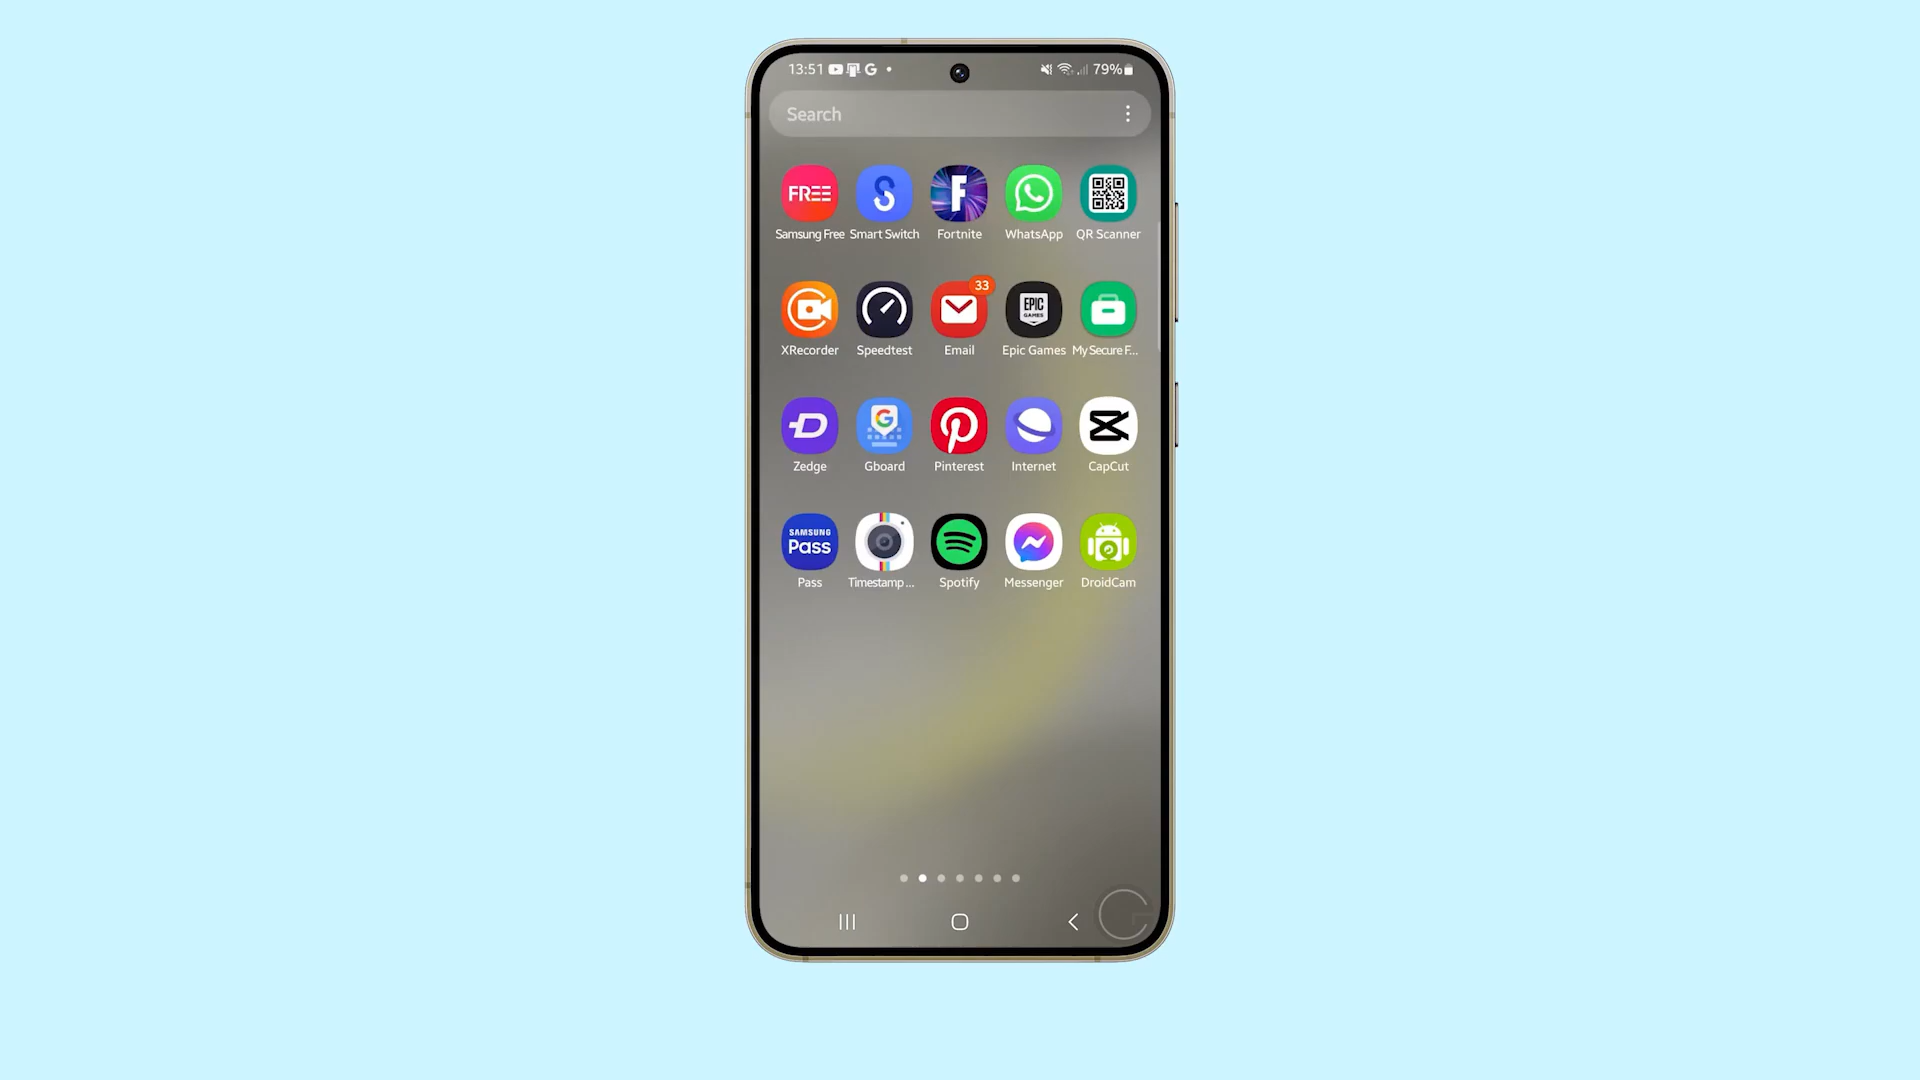 13:51
79%
Search
FREE
Samsung Free
Smart Switch
F
Fortnite
WhatsApp
QR Scanner
XRecorder
Speedtest
33
Email
EPIC
GAMES
Epic Games
My Secure F...
Zedge
G
Gboard
Pinterest
Internet
CapCut
SAMSUNG
Pass
Pass
Timestamp ...
Spotify
Messenger
DroidCam